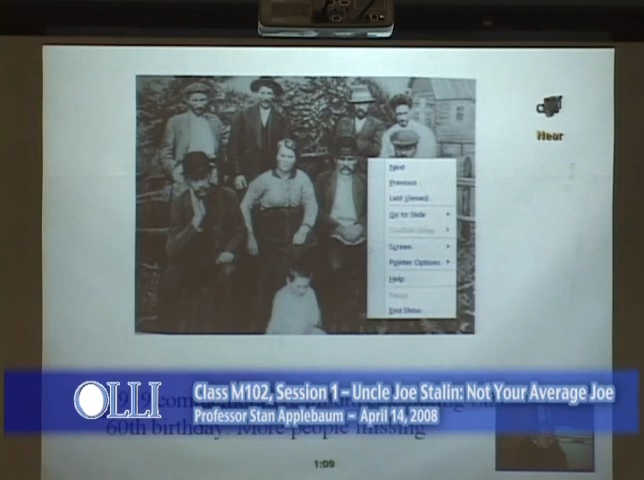 Near
Next
Previous
Last Viewed
Go to Slide
Screen
Pointer Options
Help
Pause
End Show
OLLI
Class M102, Session 1 – Uncle Joe Stalin: Not Your Average Joe
Professor Stan Applebaum – April 14, 2008
60th birthday. More people missing
1:09